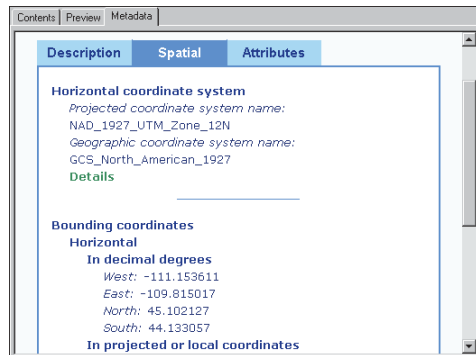 Contents Preview Metadata
Description Spatial Attributes
Horizontal coordinate system
Projected coordinate system name:
NAD_1927_UTM_Zone_12N
Geographic coordinate system name:
GCS_North_American_1927
Details
Bounding coordinates
Horizontal
In decimal degrees
West: -111.153611
East: -109.815017
North: 45.102127
South: 44.133057
In projected or local coordinates